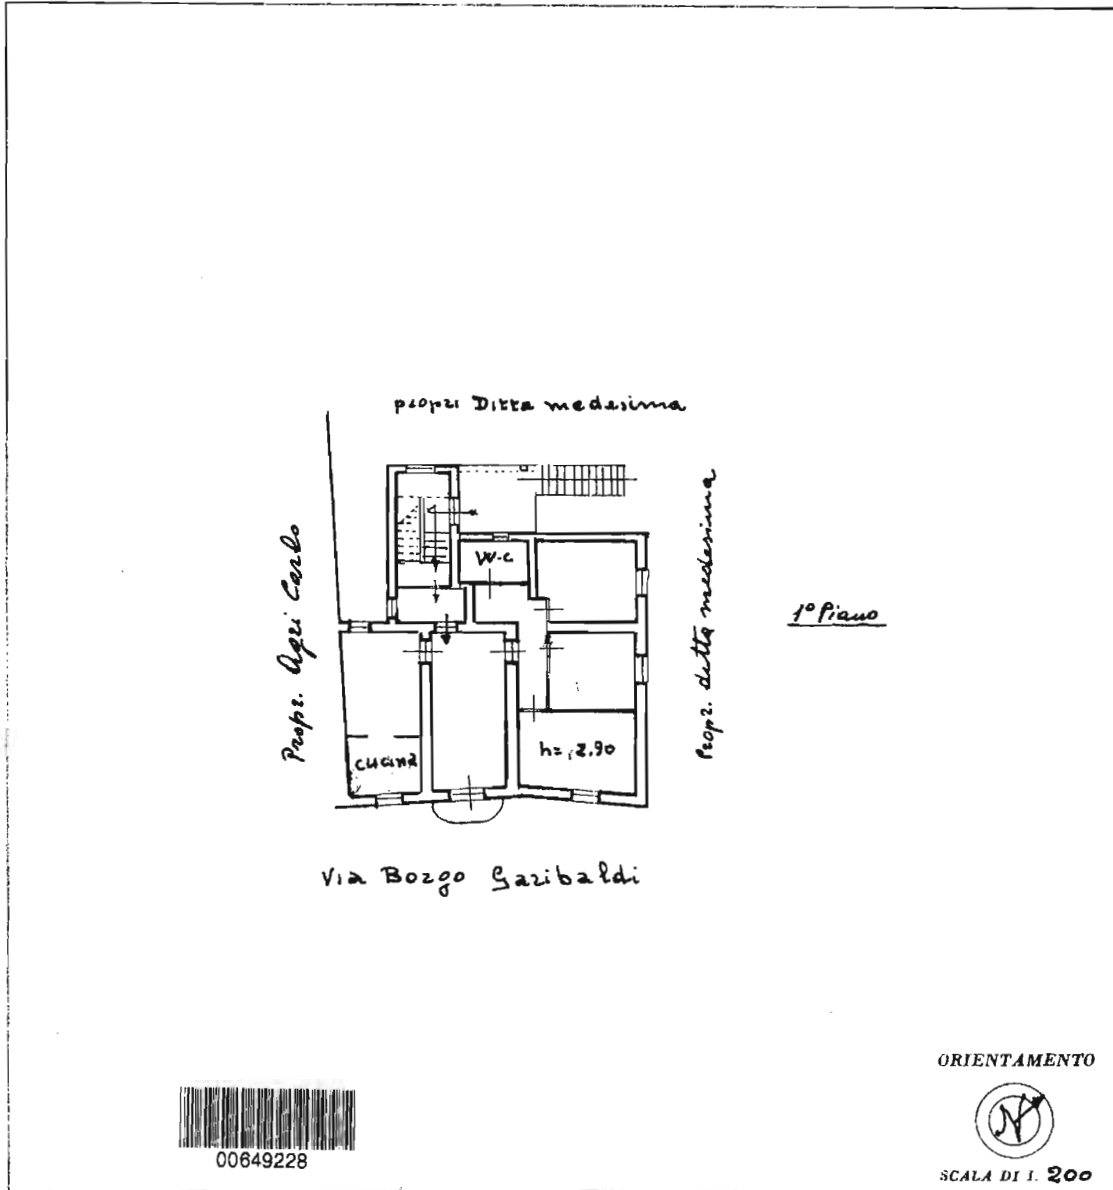 propr Ditta medesima
Propr. Agri Carlo
Propr. ditta medesima
W.C
1° Piano
cucina
h=2.90
Via Borgo Garibaldi
ORIENTAMENTO
N
SCALA DI 1. 200
00649228